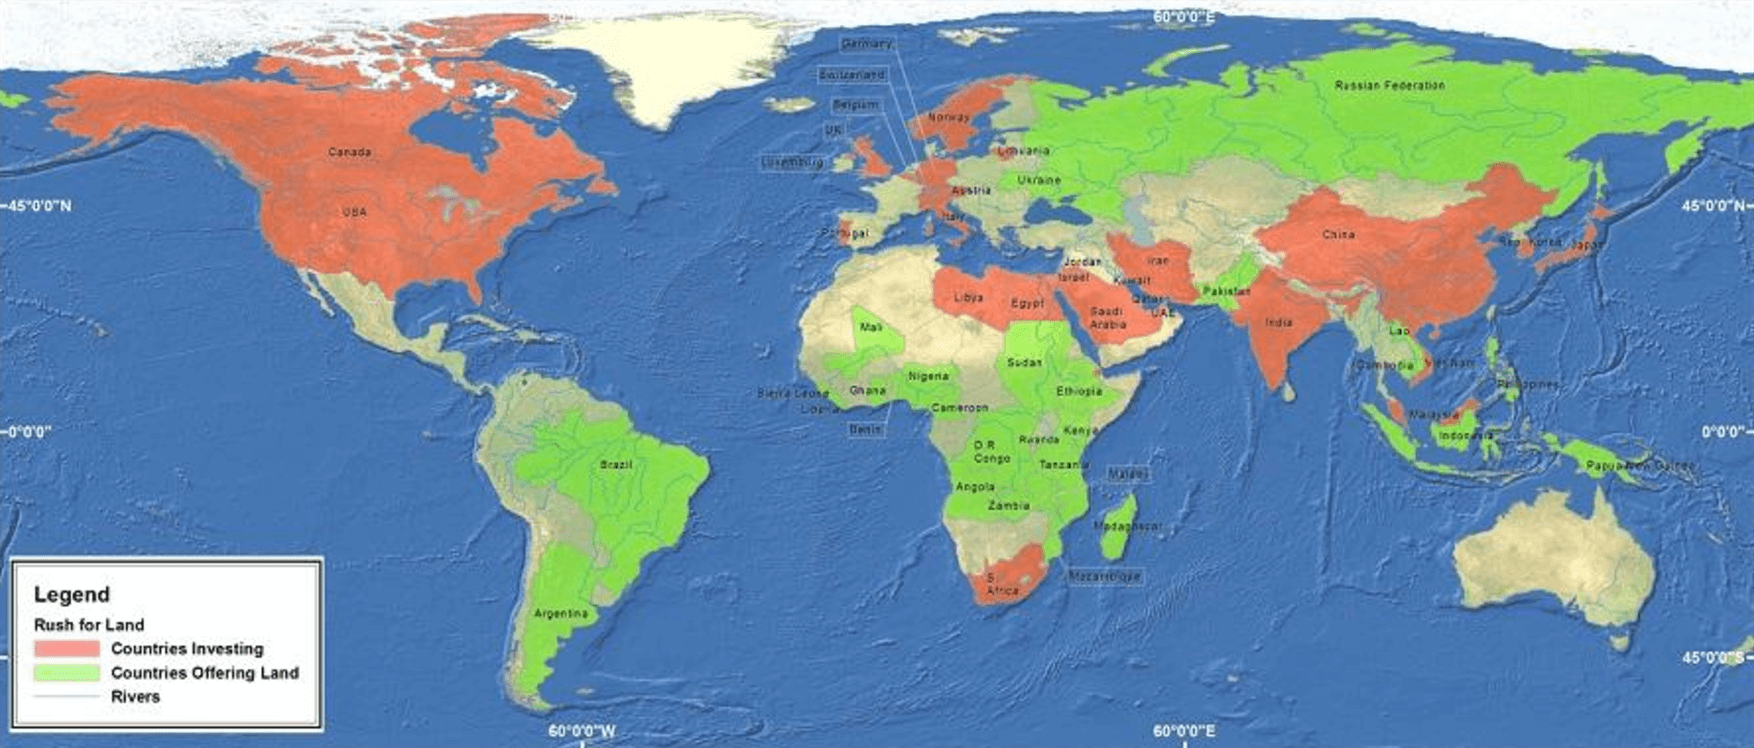 60°0'0"E
Germany
Switzerland
Belgium
UK
Luxemburg
Norway
Lithuania
Ukraine
Austria
Italy
Portugal
Russian Federation
Canada
USA
45°0'0"N
45°0'0"N
China
Rep. Korea
Japan
Jordan
Israel
Iran
Kuwait
Qatar
UAE
Saudi
Arabia
Pakistan
India
Libya
Egypt
Mali
Sudan
Lao
Cambodia
Viet Nam
Philippines
Nigeria
Ghana
Ethiopia
Sierra Leone
Liberia
Cameroon
Benin
0°0'0"
0°0'0"
Malaysia
Indonesia
Papua New Guinea
D.R.
Congo
Rwanda
Kenya
Tanzania
Malawi
Angola
Zambia
Madagascar
Mozambique
S.
Africa
Brazil
Argentina
45°0'0"S
60°0'0"W
60°0'0"E
Legend
Rush for Land
Countries Investing
Countries Offering Land
Rivers